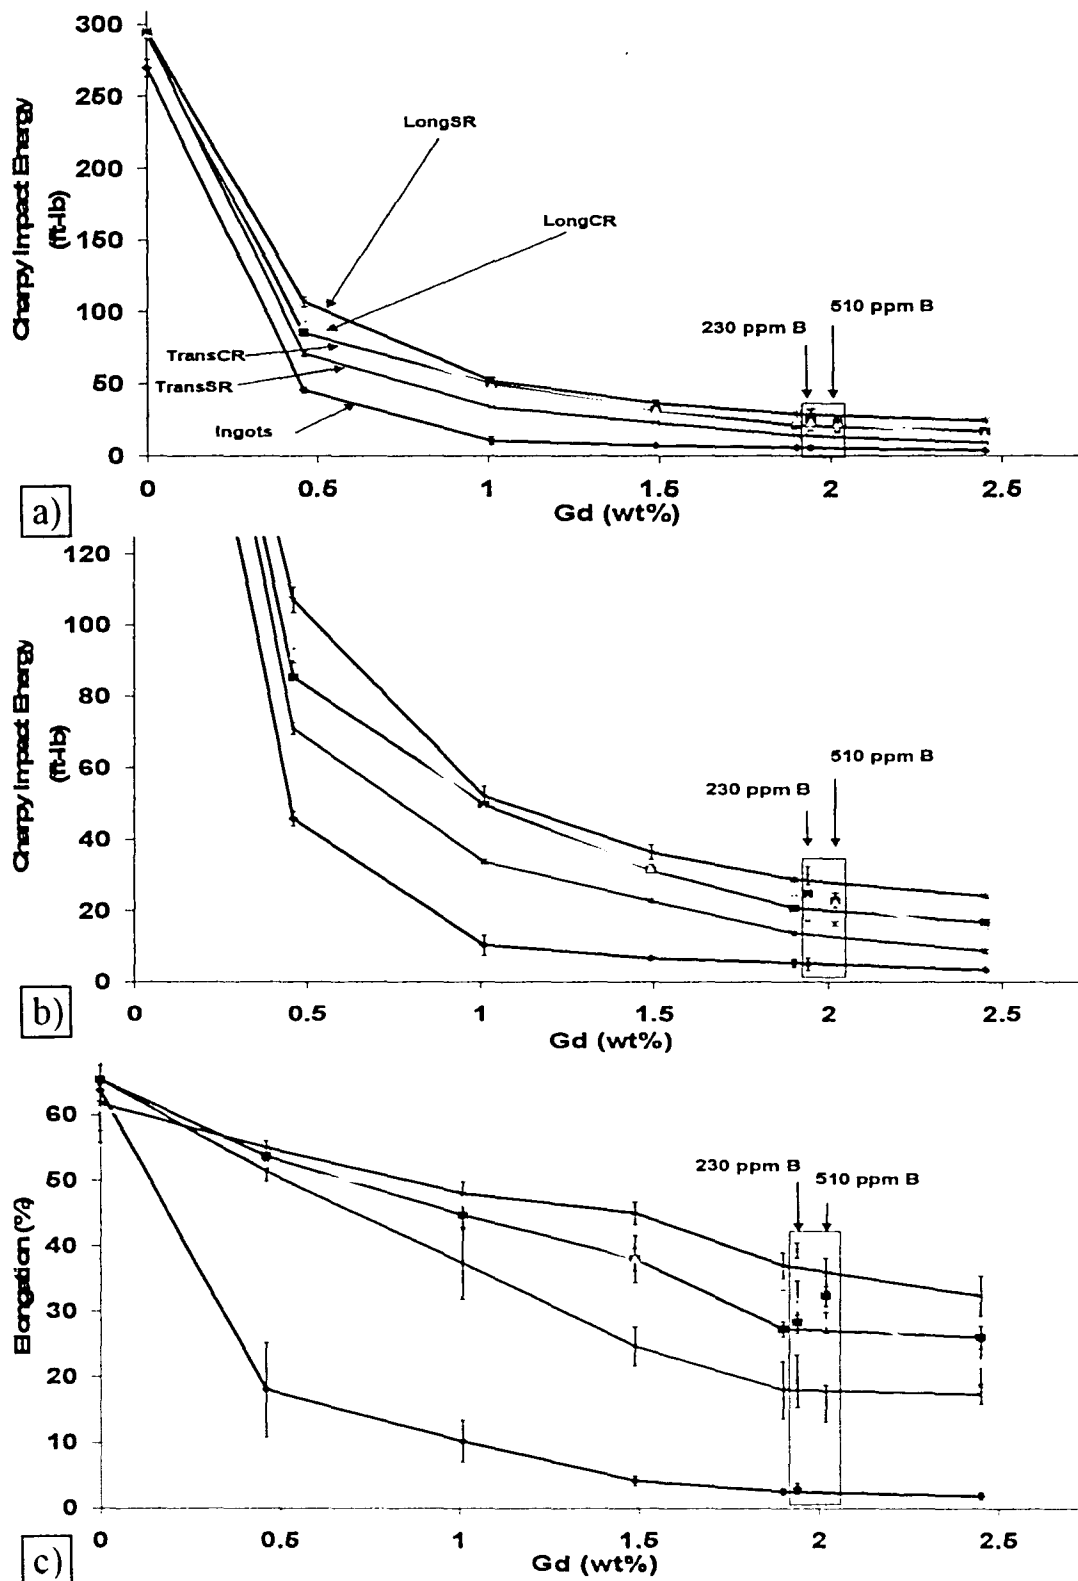 300
250
200
150
100
50
0
Charpy Impact Energy
(ft-lb)
LongSR
LongCR
TransCR
TransSR
Ingots
230 ppm B
510 ppm B
0 0.5 1 1.5 2 2.5
Gd (wt%)
a)
120
100
80
60
40
20
0
Charpy Impact Energy
(ft-lb)
230 ppm B
510 ppm B
0 0.5 1 1.5 2 2.5
Gd (wt%)
b)
60
50
40
30
20
10
0
Elongation (%)
230 ppm B
510 ppm B
0 0.5 1 1.5 2 2.5
Gd (wt%)
c)